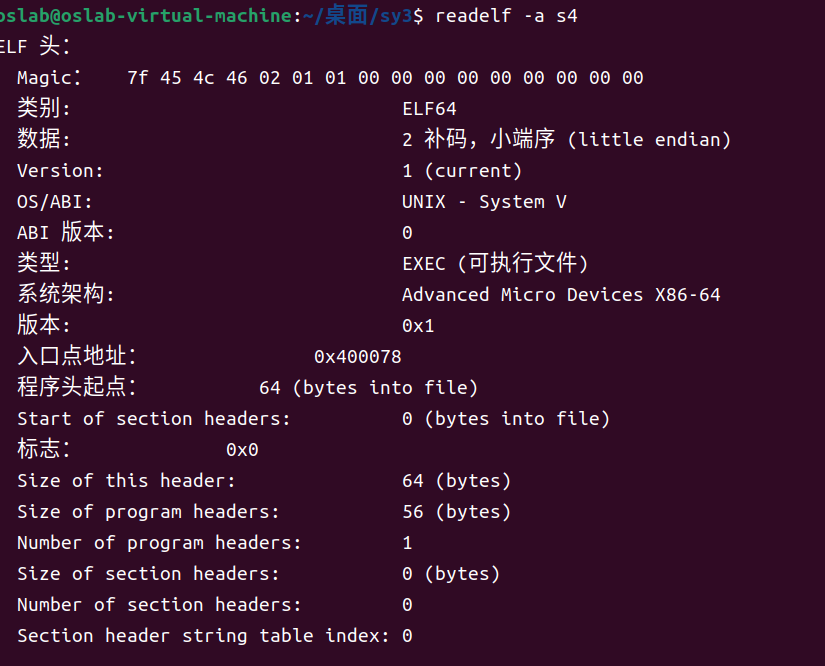 oslab@oslab-virtual-machine:~/桌面/sy3$ readelf -a s4
ELF 头：
  Magic：   7f 45 4c 46 02 01 01 00 00 00 00 00 00 00 00 00
  类别:                              ELF64
  数据:                              2 补码，小端序 (little endian)
  Version:                           1 (current)
  OS/ABI:                            UNIX - System V
  ABI 版本:                          0
  类型:                              EXEC (可执行文件)
  系统架构:                          Advanced Micro Devices X86-64
  版本:                              0x1
  入口点地址：               0x400078
  程序头起点：          64 (bytes into file)
  Start of section headers:          0 (bytes into file)
  标志：             0x0
  Size of this header:               64 (bytes)
  Size of program headers:           56 (bytes)
  Number of program headers:         1
  Size of section headers:           0 (bytes)
  Number of section headers:         0
  Section header string table index: 0